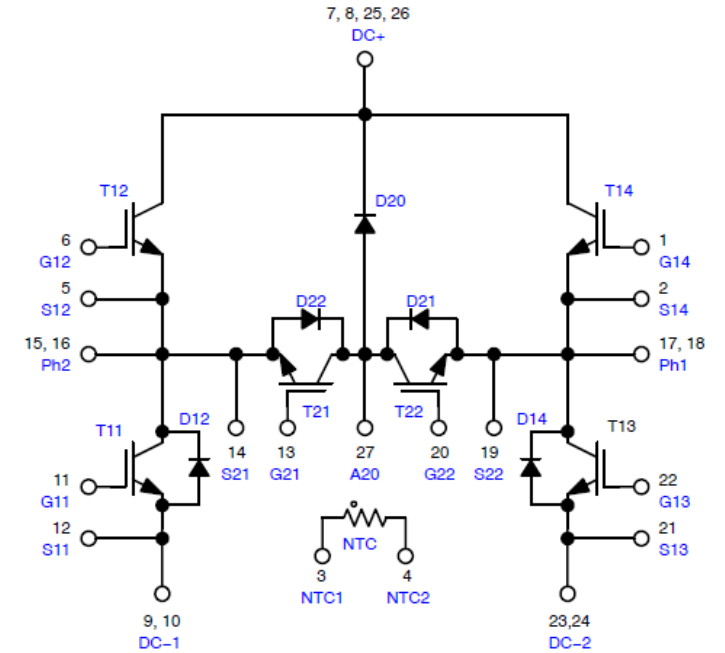 7, 8, 25, 26
DC+
T12
T14
D20
6
G12
1
G14
5
S12
2
S14
D22
D21
15, 16
Ph2
17, 18
Ph1
T21
T22
T11
D12
D14
T13
14
S21
13
G21
27
A20
20
G22
19
S22
11
G11
22
G13
12
S11
21
S13
NTC
3
NTC1
4
NTC2
9, 10
DC−1
23,24
DC−2